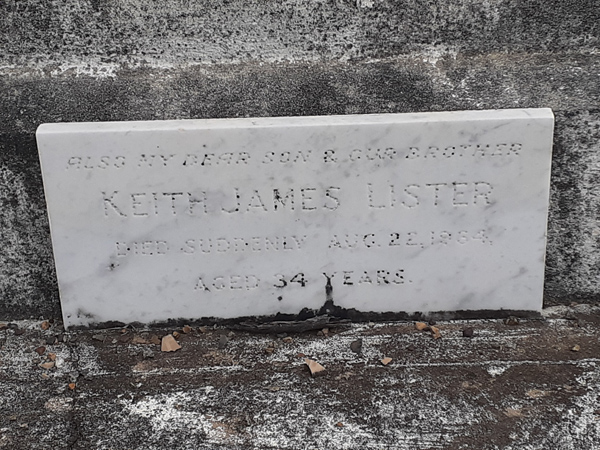 ALSO MY DEAR SON & OUR BROTHER
KEITH JAMES LISTER
DIED SUDDENLY AUG. 22, 1964,
AGED 34 YEARS.